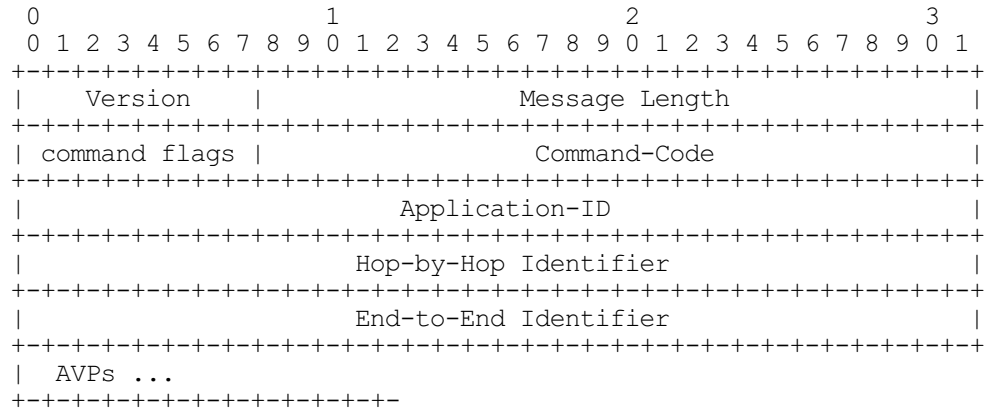 0                   1                   2                   3
 0 1 2 3 4 5 6 7 8 9 0 1 2 3 4 5 6 7 8 9 0 1 2 3 4 5 6 7 8 9 0 1
+-+-+-+-+-+-+-+-+-+-+-+-+-+-+-+-+-+-+-+-+-+-+-+-+-+-+-+-+-+-+-+-+
|    Version    |                 Message Length                |
+-+-+-+-+-+-+-+-+-+-+-+-+-+-+-+-+-+-+-+-+-+-+-+-+-+-+-+-+-+-+-+-+
| command flags |                  Command-Code                 |
+-+-+-+-+-+-+-+-+-+-+-+-+-+-+-+-+-+-+-+-+-+-+-+-+-+-+-+-+-+-+-+-+
|                         Application-ID                        |
+-+-+-+-+-+-+-+-+-+-+-+-+-+-+-+-+-+-+-+-+-+-+-+-+-+-+-+-+-+-+-+-+
|                      Hop-by-Hop Identifier                    |
+-+-+-+-+-+-+-+-+-+-+-+-+-+-+-+-+-+-+-+-+-+-+-+-+-+-+-+-+-+-+-+-+
|                      End-to-End Identifier                    |
+-+-+-+-+-+-+-+-+-+-+-+-+-+-+-+-+-+-+-+-+-+-+-+-+-+-+-+-+-+-+-+-+
|  AVPs ...
+-+-+-+-+-+-+-+-+-+-+-+-+-